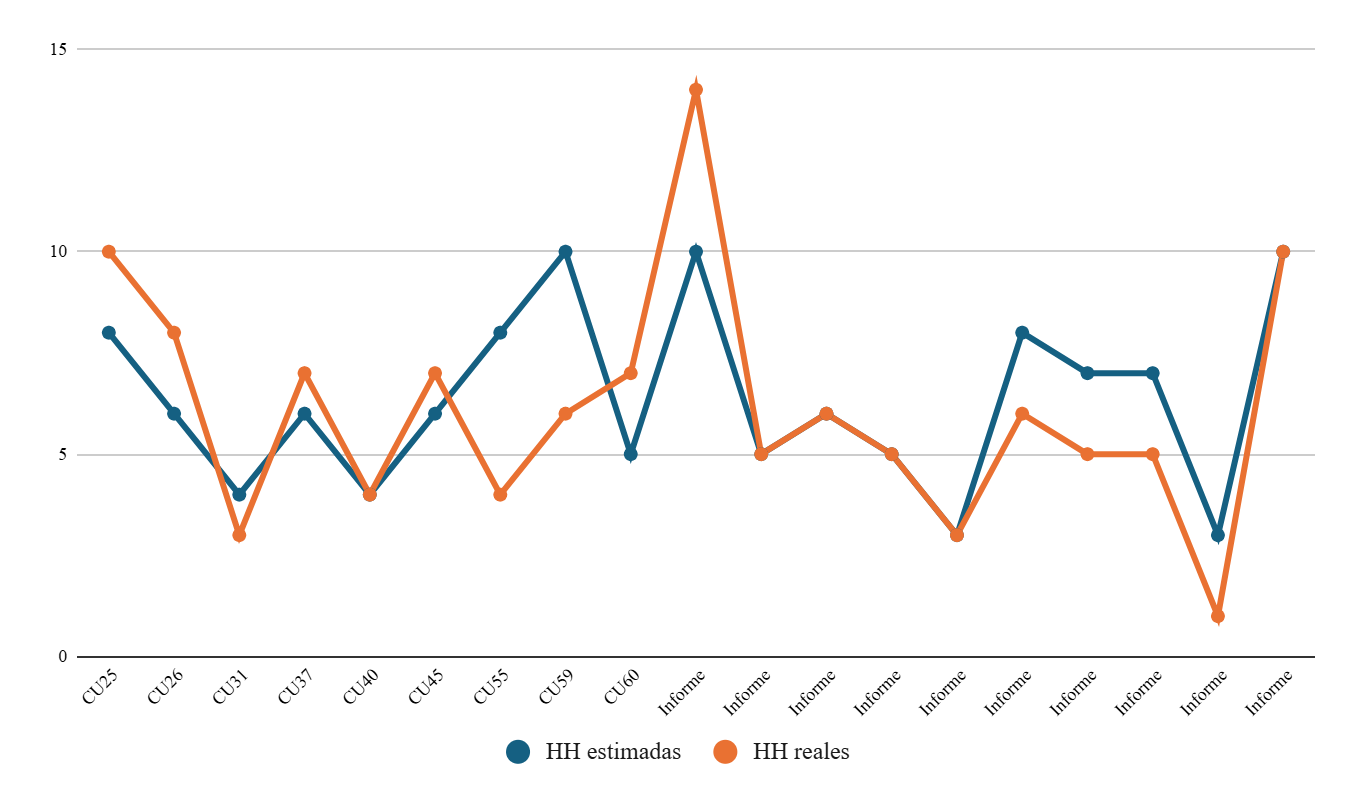 15
10
5
0
CU25
CU26
CU31
CU37
CU40
CU45
CU55
CU59
CU60
Informe
Informe
Informe
Informe
Informe
Informe
Informe
Informe
Informe
Informe
HH estimadas
HH reales